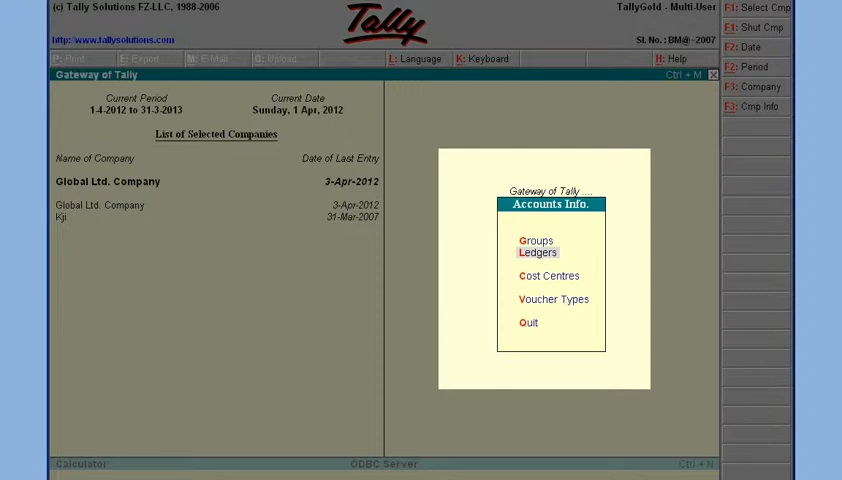 (c) Tally Solutions FZ-LLC, 1988-2006
Tally
TallyGold - Multi-User
http://www.tallysolutions.com
Sl. No. : BM@--2007
P: Print
E: Export
M: E-Mail
O: Upload
L: Language
K: Keyboard
H: Help
Gateway of Tally
Ctrl + M
Current Period
Current Date
1-4-2012 to 31-3-2013
Sunday, 1 Apr, 2012
List of Selected Companies
Name of Company
Date of Last Entry
Global Ltd. Company
3-Apr-2012
Global Ltd. Company
3-Apr-2012
Kji
31-Mar-2007
Gateway of Tally ....
Accounts Info.
Groups
Ledgers
Cost Centres
Voucher Types
Quit
F1: Select Cmp
F1: Shut Cmp
F2: Date
F2: Period
F3: Company
F3: Cmp Info
Calculator
ODBC Server
Ctrl + N